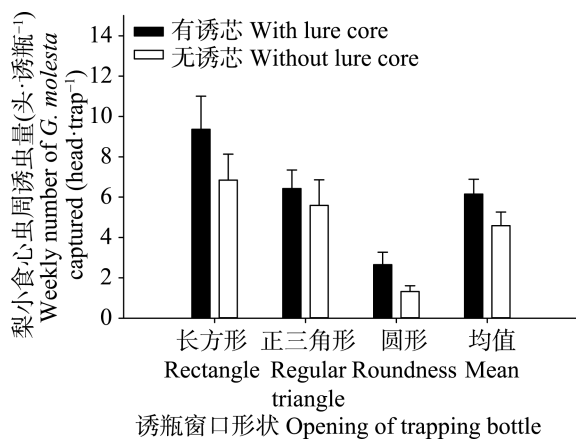 梨小食心虫周诱虫量(头·诱瓶⁻¹)
Weekly number of G. molesta
captured (head·trap⁻¹)
14
12
10
8
6
4
2
0
有诱芯 With lure core
无诱芯 Without lure core
长方形 正三角形 圆形 均值
Rectangle Regular Roundness Mean
triangle
诱瓶窗口形状 Opening of trapping bottle